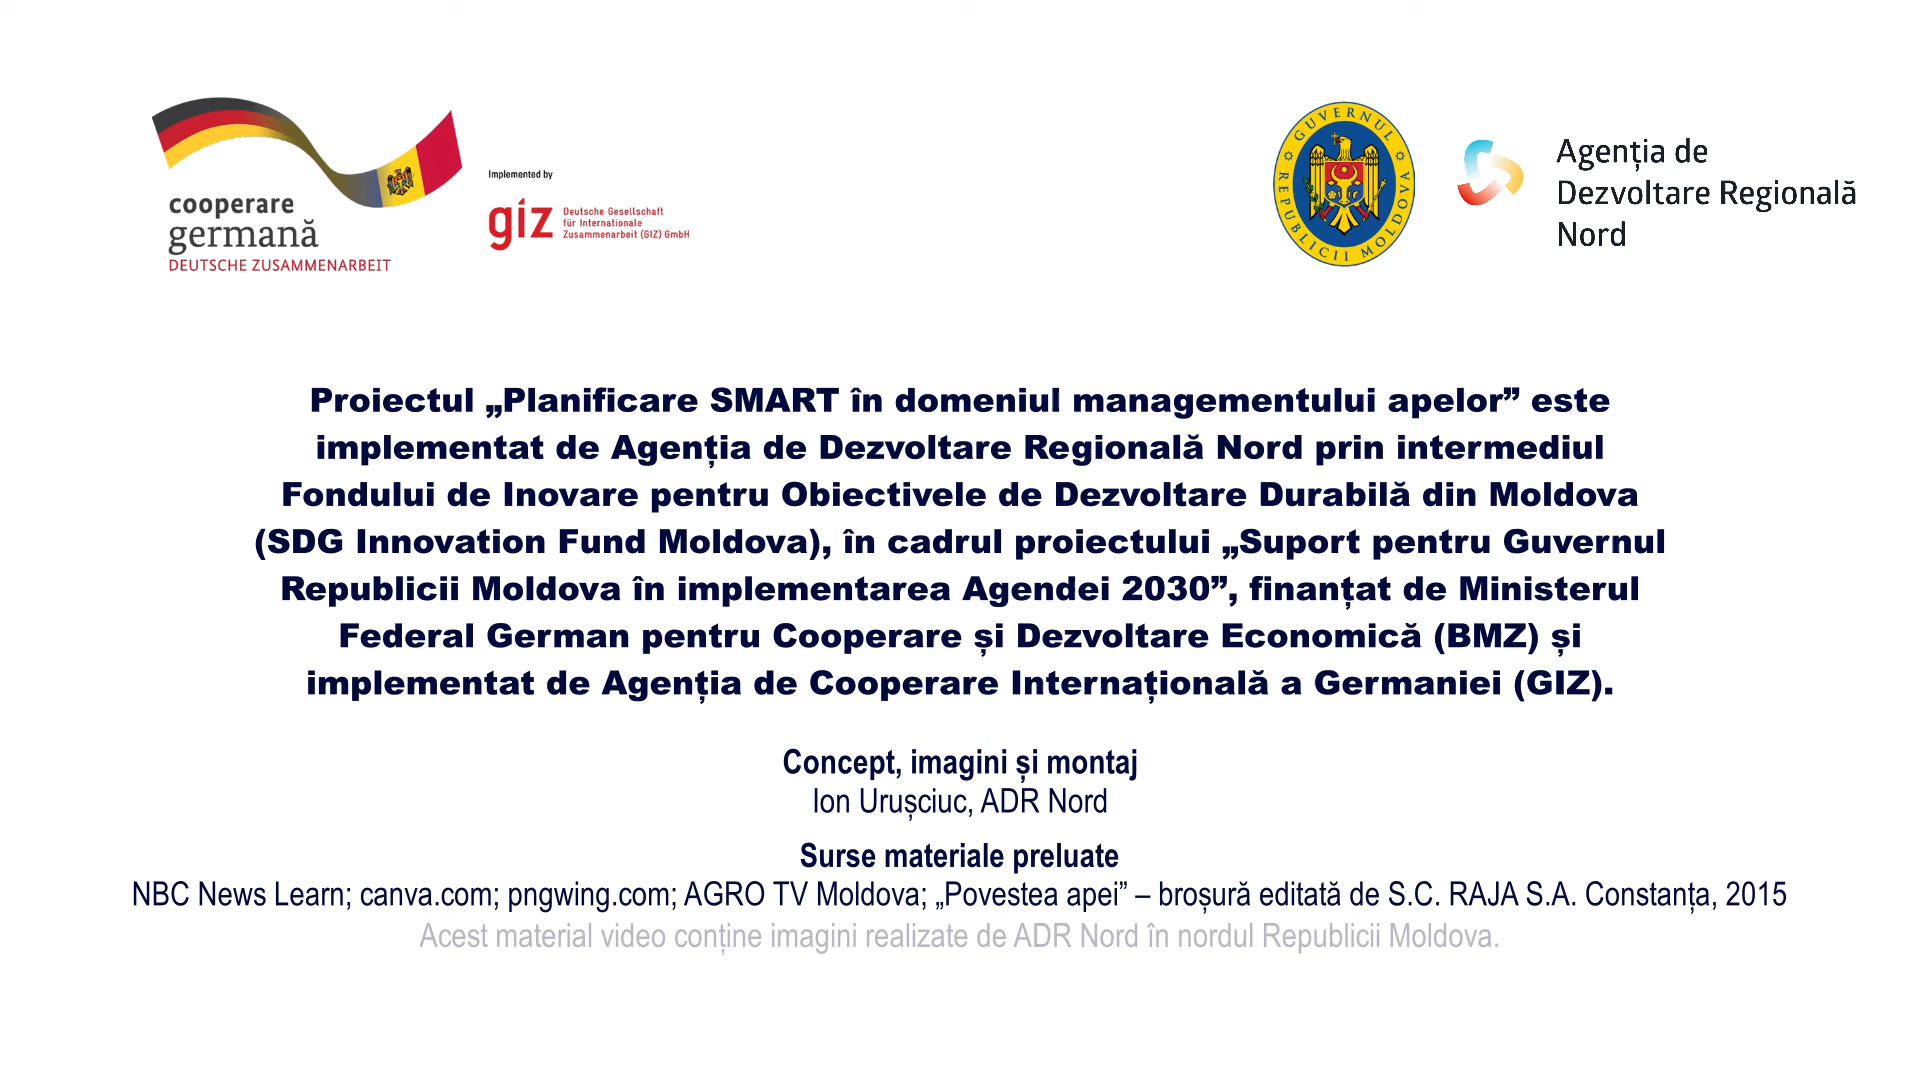 cooperare
germană
DEUTSCHE ZUSAMMENARBEIT
Implemented by
giz
Deutsche Gesellschaft
für Internationale
Zusammenarbeit (GIZ) GmbH
GUVERNUL
REPUBLICII MOLDOVA
Agenția de
Dezvoltare Regională
Nord
Proiectul „Planificare SMART în domeniul managementului apelor” este
implementat de Agenția de Dezvoltare Regională Nord prin intermediul
Fondului de Inovare pentru Obiectivele de Dezvoltare Durabilă din Moldova
(SDG Innovation Fund Moldova), în cadrul proiectului „Suport pentru Guvernul
Republicii Moldova în implementarea Agendei 2030”, finanțat de Ministerul
Federal German pentru Cooperare și Dezvoltare Economică (BMZ) și
implementat de Agenția de Cooperare Internațională a Germaniei (GIZ).
Concept, imagini și montaj
Ion Urușciuc, ADR Nord
Surse materiale preluate
NBC News Learn; canva.com; pngwing.com; AGRO TV Moldova; „Povestea apei” – broșură editată de S.C. RAJA S.A. Constanța, 2015
Acest material video conține imagini realizate de ADR Nord în nordul Republicii Moldova.